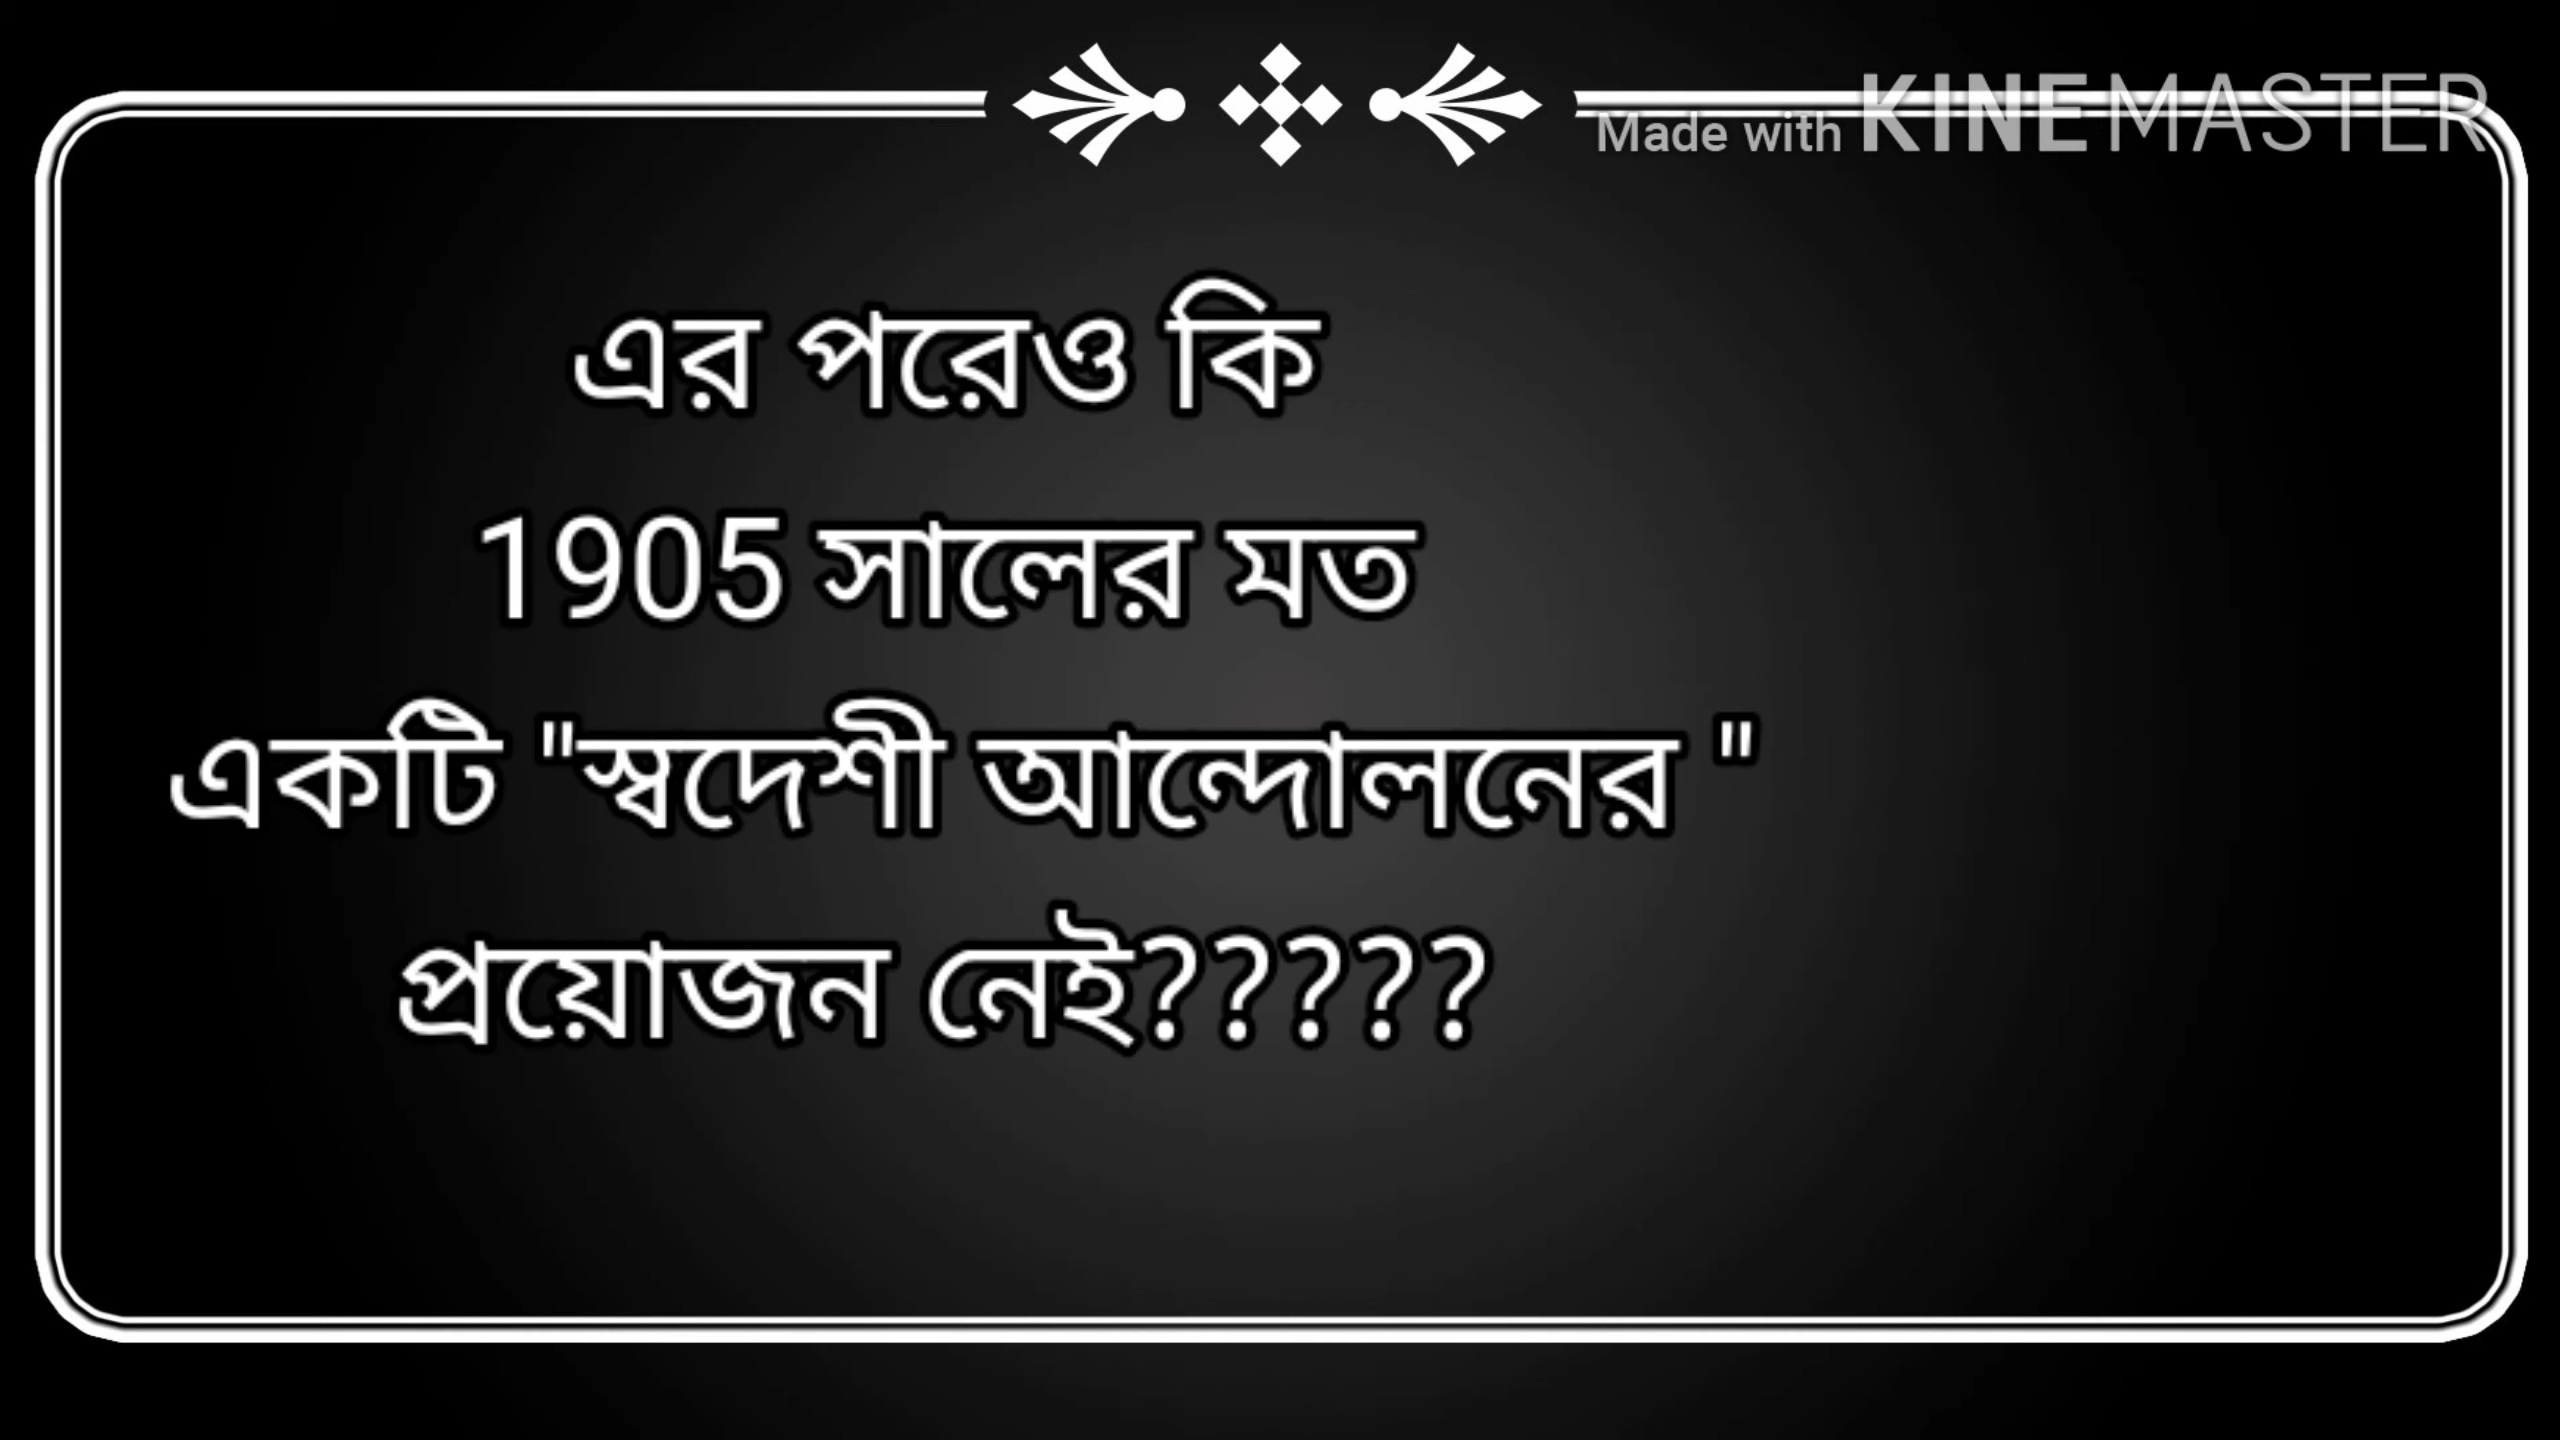 Made with KINEMASTER
এর পরেও কি
1905 সালের মত
একটি "স্বদেশী আন্দোলনের "
প্রয়োজন নেই?????